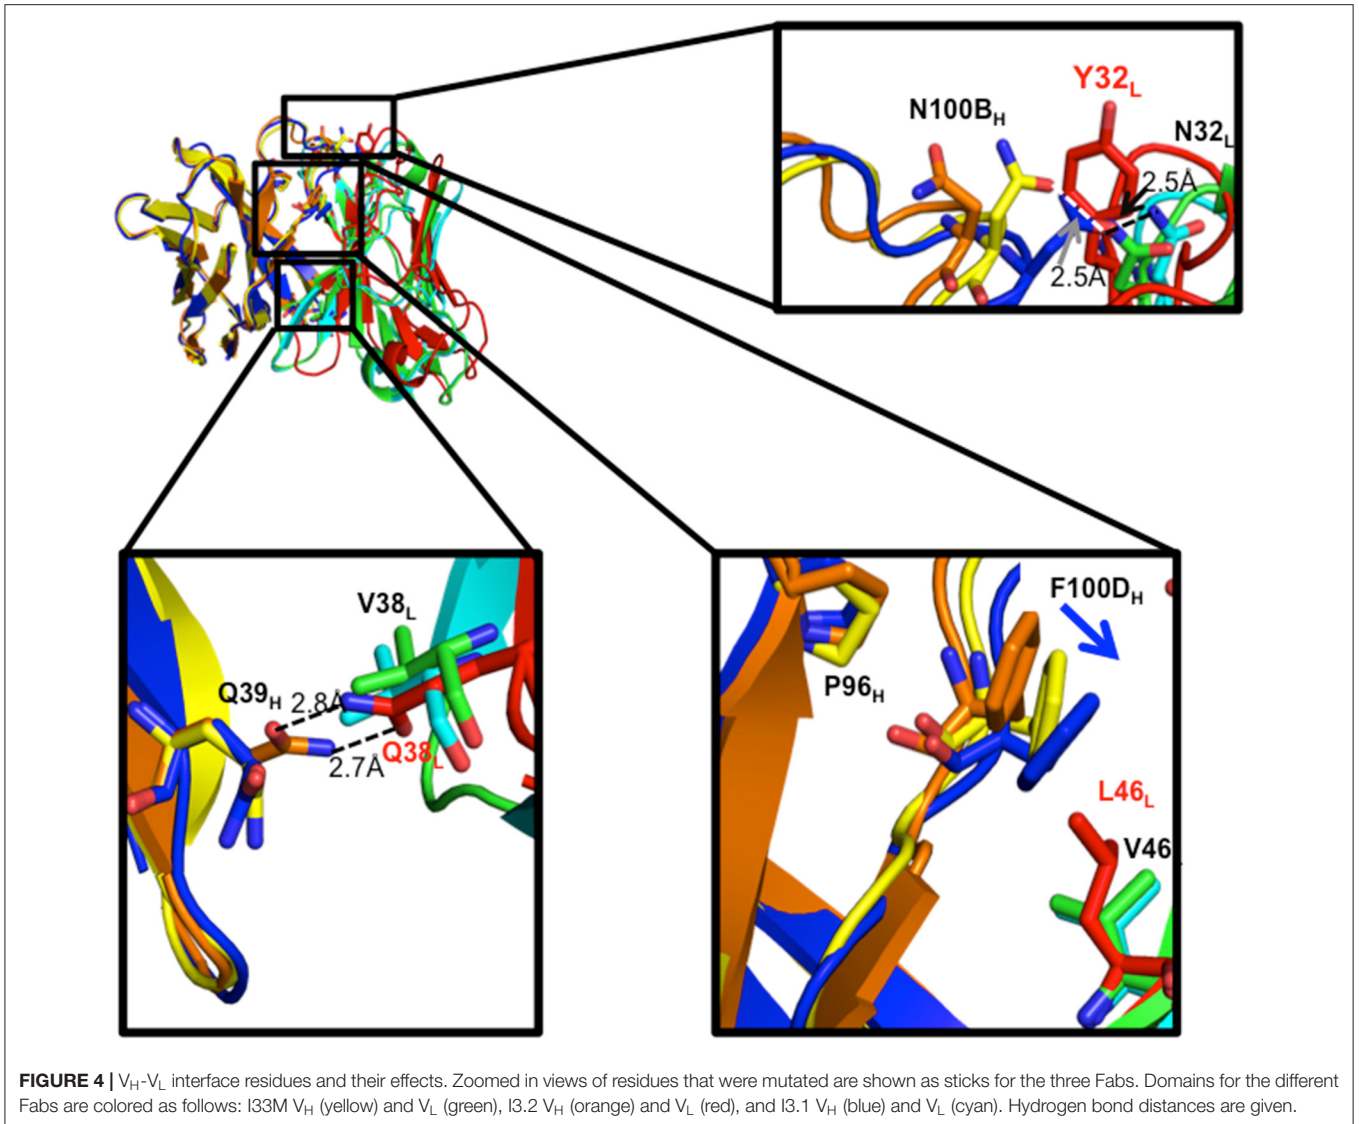 Y32L
N100BH
N32L
2.5Å
2.5Å
V38L
Q39H
2.8Å
Q38L
2.7Å
F100DH
P96H
L46L
V46
FIGURE 4 | VH-VL interface residues and their effects. Zoomed in views of residues that were mutated are shown as sticks for the three Fabs. Domains for the different
Fabs are colored as follows: I33M VH (yellow) and VL (green), I3.2 VH (orange) and VL (red), and I3.1 VH (blue) and VL (cyan). Hydrogen bond distances are given.